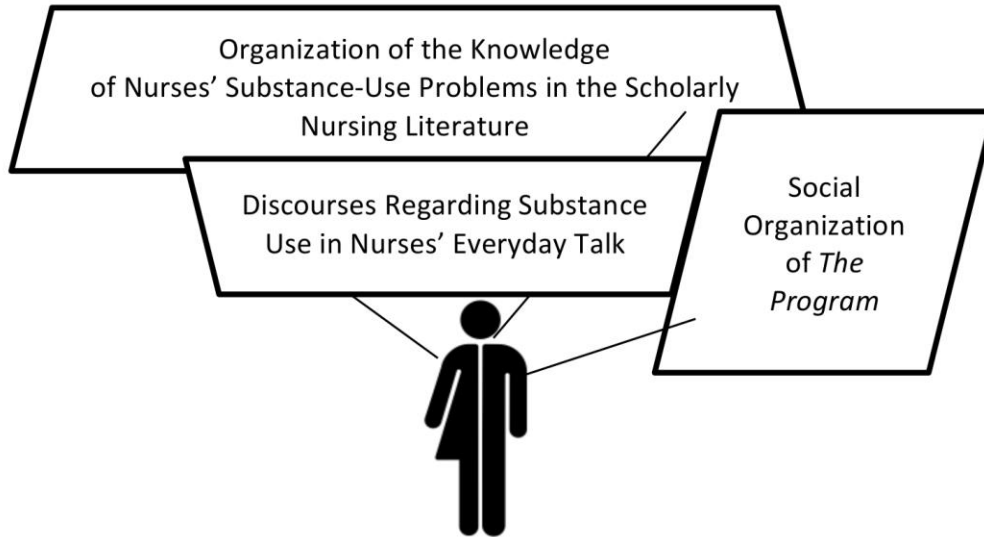 Organization of the Knowledge
of Nurses’ Substance-Use Problems in the Scholarly
Nursing Literature
Discourses Regarding Substance
Use in Nurses’ Everyday Talk
Social
Organization
of The
Program